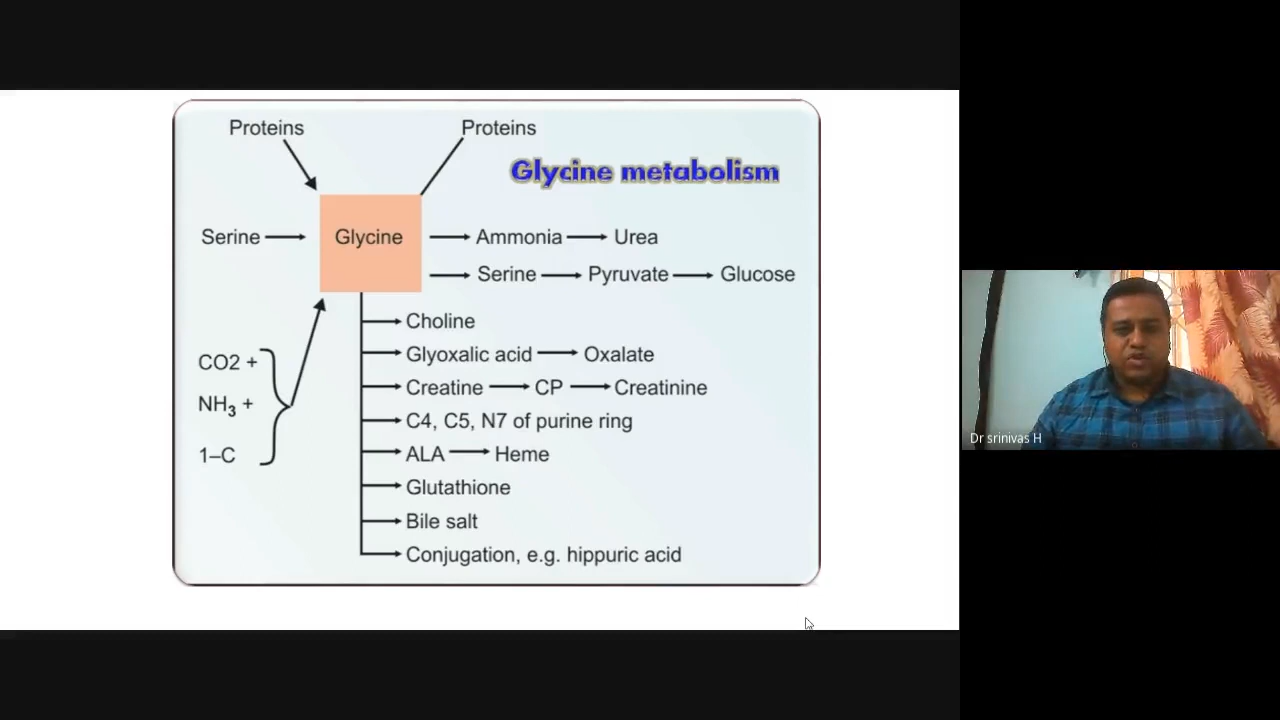 Proteins
Proteins
Glycine metabolism
Serine
Glycine
Ammonia
Urea
Serine
Pyruvate
Glucose
Choline
CO2 +
Glyoxalic acid
Oxalate
Creatine
CP
Creatinine
NH3 +
C4, C5, N7 of purine ring
1–C
ALA
Heme
Glutathione
Bile salt
Conjugation, e.g. hippuric acid
Dr srinivas H